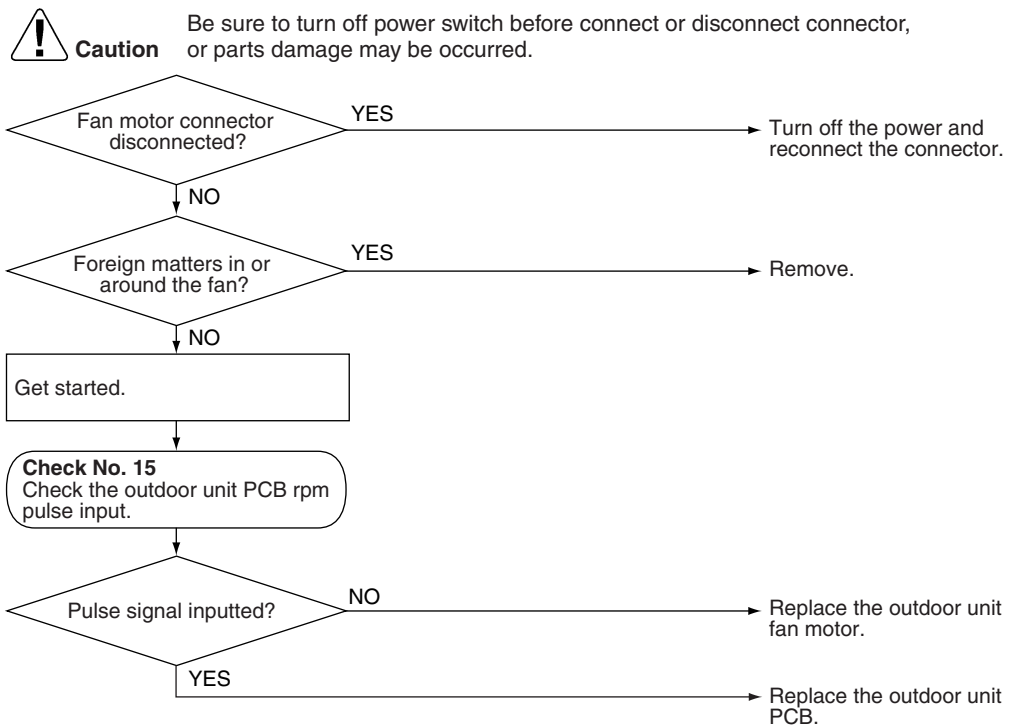 Be sure to turn off power switch before connect or disconnect connector,
Caution or parts damage may be occurred.
Fan motor connector
disconnected?
YES
Turn off the power and
reconnect the connector.
NO
Foreign matters in or
around the fan?
YES
Remove.
NO
Get started.
Check No. 15
Check the outdoor unit PCB rpm
pulse input.
Pulse signal inputted?
NO
Replace the outdoor unit
fan motor.
YES
Replace the outdoor unit
PCB.